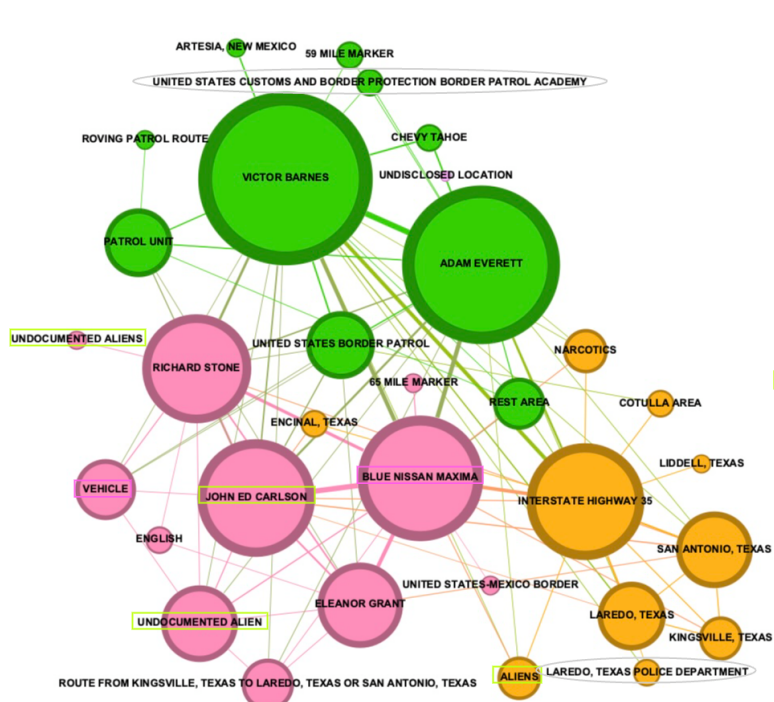 ARTESIA, NEW MEXICO
59 MILE MARKER
UNITED STATES CUSTOMS AND BORDER PROTECTION BORDER PATROL ACADEMY
ROVING PATROL ROUTE
CHEVY TAHOE
VICTOR BARNES
UNDISCLOSED LOCATION
PATROL UNIT
ADAM EVERETT
UNDOCUMENTED ALIENS
UNITED STATES BORDER PATROL
NARCOTICS
RICHARD STONE
65 MILE MARKER
REST AREA
COTULLA AREA
ENCINAL, TEXAS
LIDDELL, TEXAS
BLUE NISSAN MAXIMA
VEHICLE
JOHN ED CARLSON
INTERSTATE HIGHWAY 35
ENGLISH
SAN ANTONIO, TEXAS
UNITED STATES-MEXICO BORDER
ELEANOR GRANT
LAREDO, TEXAS
UNDOCUMENTED ALIEN
KINGSVILLE, TEXAS
LAREDO, TEXAS POLICE DEPARTMENT
ALIENS
ROUTE FROM KINGSVILLE, TEXAS TO LAREDO, TEXAS OR SAN ANTONIO, TEXAS